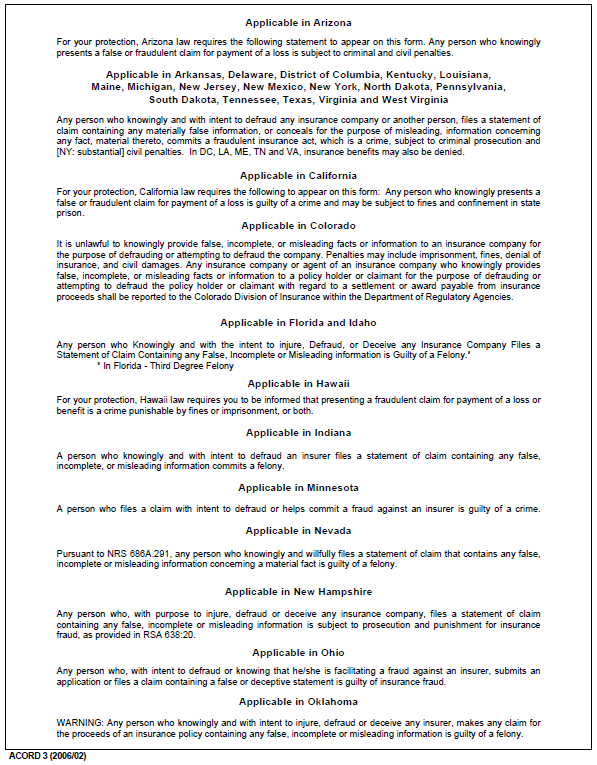 Applicable in Arizona
For your protection, Arizona law requires the following statement to appear on this form. Any person who knowingly
presents a false or fraudulent claim for payment of a loss is subject to criminal and civil penalties.
Applicable in Arkansas, Delaware, District of Columbia, Kentucky, Louisiana,
Maine, Michigan, New Jersey, New Mexico, New York, North Dakota, Pennsylvania,
South Dakota, Tennessee, Texas, Virginia and West Virginia
Any person who knowingly and with intent to defraud any insurance company or another person, files a statement of
claim containing any materially false information, or conceals for the purpose of misleading, information concerning
any fact, material thereto, commits a fraudulent insurance act, which is a crime, subject to criminal prosecution and
[NY: substantial] civil penalties. In DC, LA, ME, TN and VA, insurance benefits may also be denied.
Applicable in California
For your protection, California law requires the following to appear on this form: Any person who knowingly presents a
false or fraudulent claim for payment of a loss is guilty of a crime and may be subject to fines and confinement in state
prison.
Applicable in Colorado
It is unlawful to knowingly provide false, incomplete, or misleading facts or information to an insurance company for
the purpose of defrauding or attempting to defraud the company. Penalties may include imprisonment, fines, denial of
insurance, and civil damages. Any insurance company or agent of an insurance company who knowingly provides
false, incomplete, or misleading facts or information to a policy holder or claimant for the purpose of defrauding or
attempting to defraud the policy holder or claimant with regard to a settlement or award payable from insurance
proceeds shall be reported to the Colorado Division of Insurance within the Department of Regulatory Agencies.
Applicable in Florida and Idaho
Any person who Knowingly and with the intent to injure, Defraud, or Deceive any Insurance Company Files a
Statement of Claim Containing any False, Incomplete or Misleading information is Guilty of a Felony.*
* In Florida - Third Degree Felony
Applicable in Hawaii
For your protection, Hawaii law requires you to be informed that presenting a fraudulent claim for payment of a loss or
benefit is a crime punishable by fines or imprisonment, or both.
Applicable in Indiana
A person who knowingly and with intent to defraud an insurer files a statement of claim containing any false,
incomplete, or misleading information commits a felony.
Applicable in Minnesota
A person who files a claim with intent to defraud or helps commit a fraud against an insurer is guilty of a crime.
Applicable in Nevada
Pursuant to NRS 686A.291, any person who knowingly and willfully files a statement of claim that contains any false,
incomplete or misleading information concerning a material fact is guilty of a felony.
Applicable in New Hampshire
Any person who, with purpose to injure, defraud or deceive any insurance company, files a statement of claim
containing any false, incomplete or misleading information is subject to prosecution and punishment for insurance
fraud, as provided in RSA 638:20.
Applicable in Ohio
Any person who, with intent to defraud or knowing that he/she is facilitating a fraud against an insurer, submits an
application or files a claim containing a false or deceptive statement is guilty of insurance fraud.
Applicable in Oklahoma
WARNING: Any person who knowingly and with intent to injure, defraud or deceive any insurer, makes any claim for
the proceeds of an insurance policy containing any false, incomplete or misleading information is guilty of a felony.
ACORD 3 (2006/02)